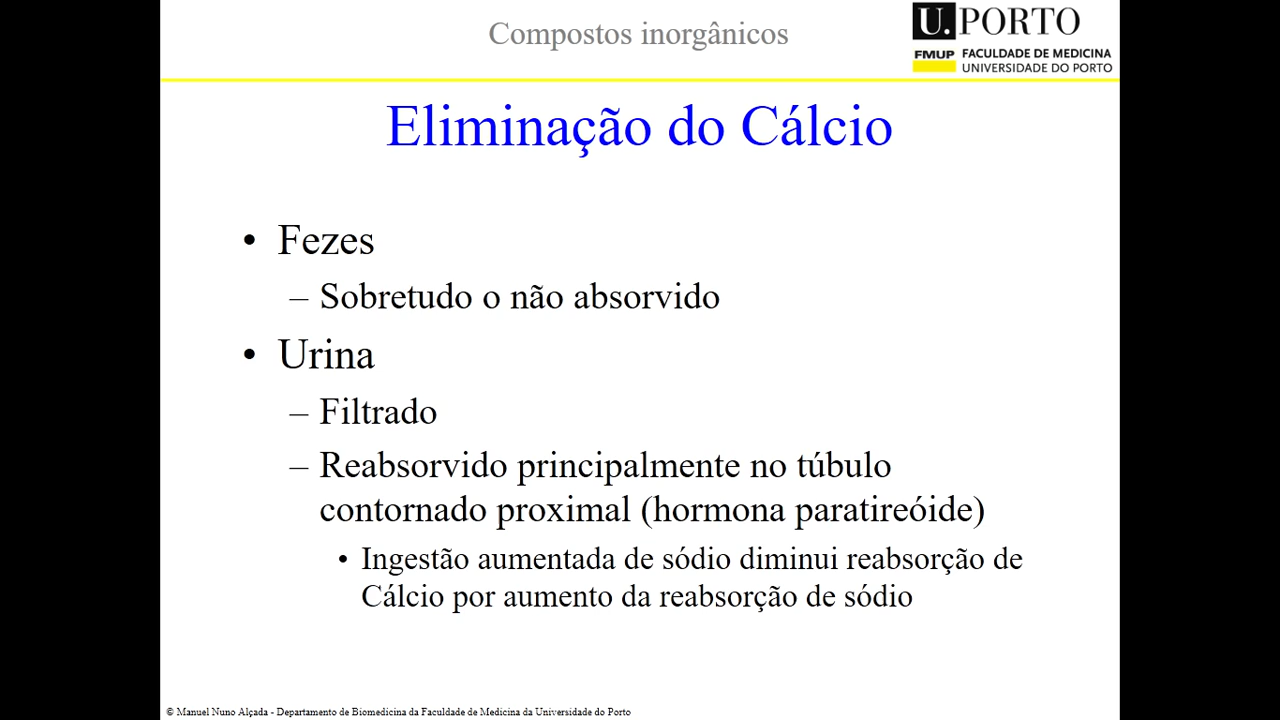 Compostos inorgânicos
U.PORTO
FMUP FACULDADE DE MEDICINA
UNIVERSIDADE DO PORTO
Eliminação do Cálcio
• Fezes
– Sobretudo o não absorvido
• Urina
– Filtrado
– Reabsorvido principalmente no túbulo
contornado proximal (hormona paratireóide)
• Ingestão aumentada de sódio diminui reabsorção de
Cálcio por aumento da reabsorção de sódio
© Manuel Nuno Alçada - Departamento de Biomedicina da Faculdade de Medicina da Universidade do Porto